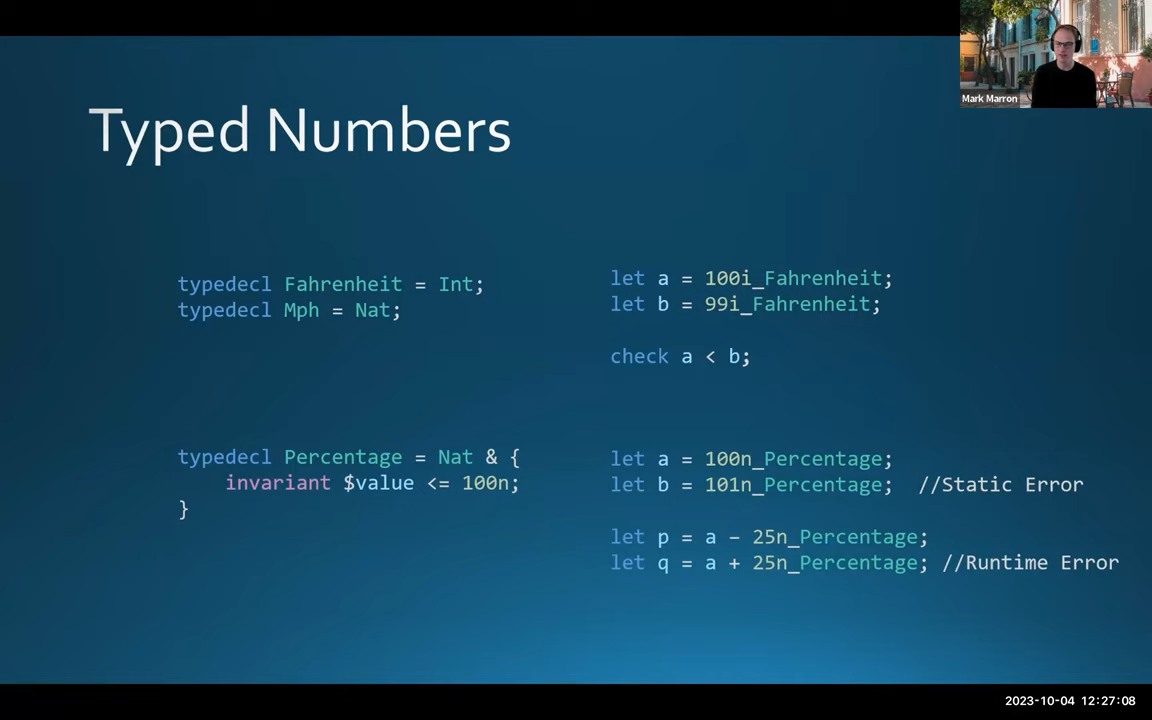 Mark Marron
Typed Numbers
typedecl Fahrenheit = Int;
typedecl Mph = Nat;
let a = 100i_Fahrenheit;
let b = 99i_Fahrenheit;
check a < b;
typedecl Percentage = Nat & {
    invariant $value <= 100n;
}
let a = 100n_Percentage;
let b = 101n_Percentage;  //Static Error
let p = a – 25n_Percentage;
let q = a + 25n_Percentage; //Runtime Error
2023-10-04 12:27:08